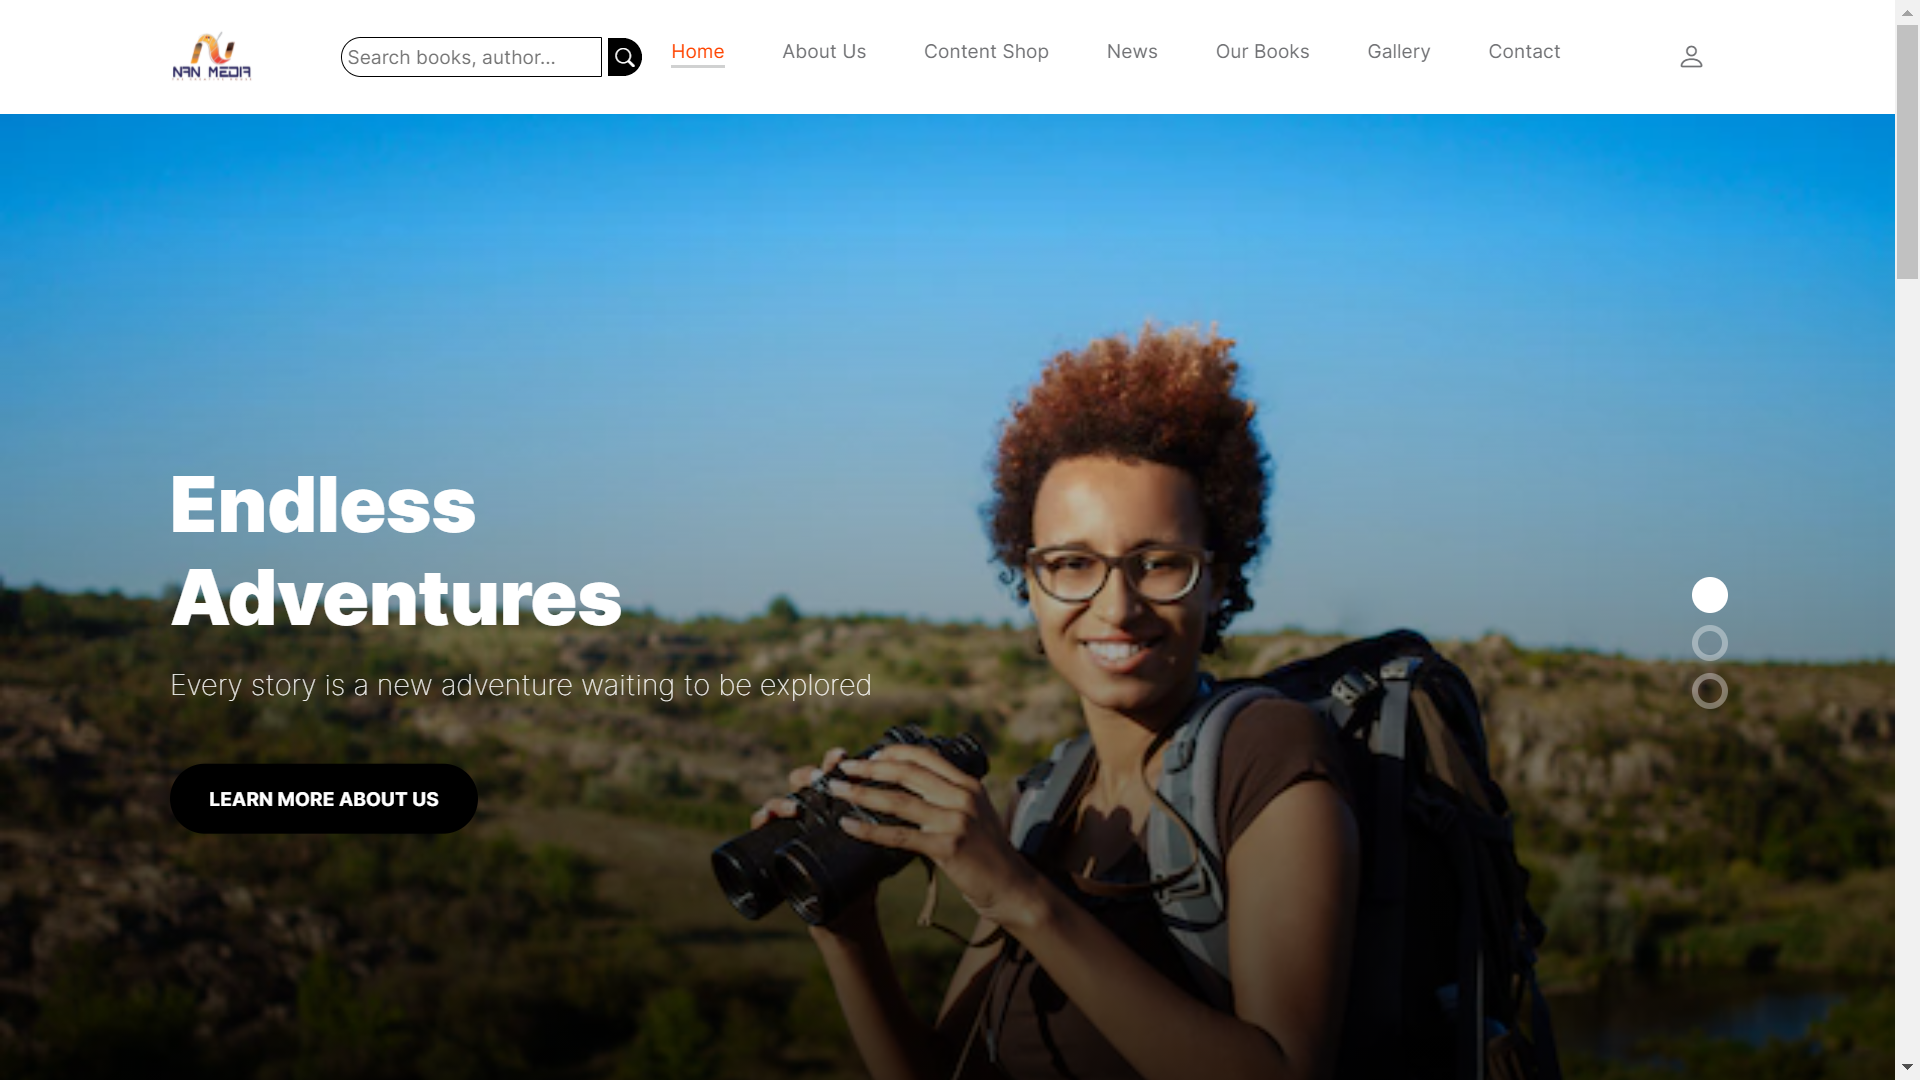 NAN MEDIA
Search books, author...
Home
About Us
Content Shop
News
Our Books
Gallery
Contact
Endless
Adventures
Every story is a new adventure waiting to be explored
LEARN MORE ABOUT US